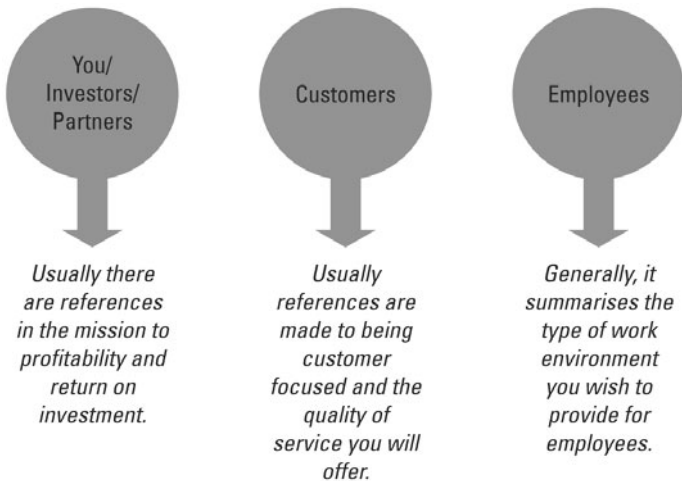 You/
Investors/
Partners
Customers
Employees
Usually there
are references
in the mission to
profitability and
return on
investment.
Usually
references are
made to being
customer
focused and the
quality of
service you will
offer.
Generally, it
summarises the
type of work
environment
you wish to
provide for
employees.